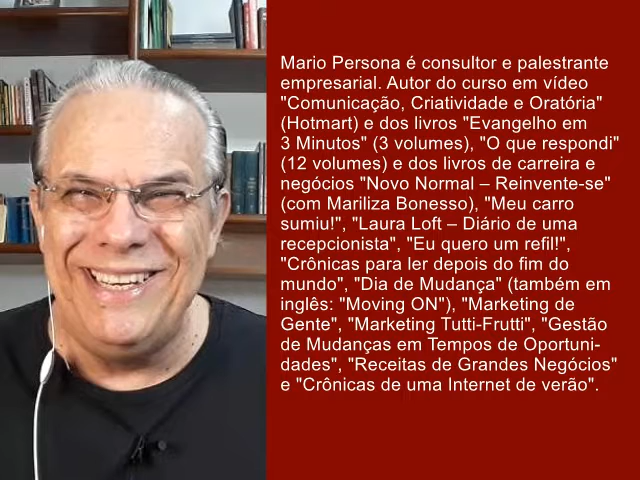 Mario Persona é consultor e palestrante
empresarial. Autor do curso em vídeo
"Comunicação, Criatividade e Oratória"
(Hotmart) e dos livros "Evangelho em
3 Minutos" (3 volumes), "O que respondi"
(12 volumes) e dos livros de carreira e
negócios "Novo Normal – Reinvente-se"
(com Mariliza Bonesso), "Meu carro
sumiu!", "Laura Loft – Diário de uma
recepcionista", "Eu quero um refil!",
"Crônicas para ler depois do fim do
mundo", "Dia de Mudança" (também em
inglês: "Moving ON"), "Marketing de
Gente", "Marketing Tutti-Frutti", "Gestão
de Mudanças em Tempos de Oportuni-
dades", "Receitas de Grandes Negócios"
e "Crônicas de uma Internet de verão".